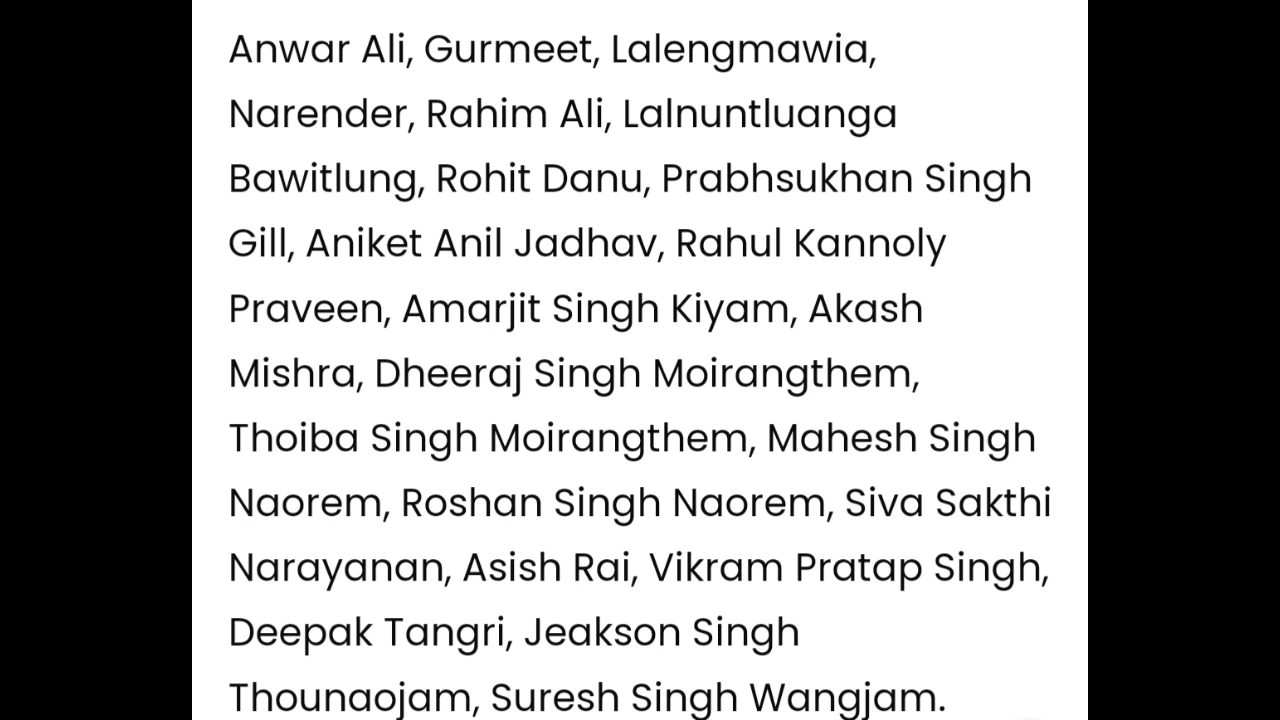 Anwar Ali, Gurmeet, Lalengmawia,
Narender, Rahim Ali, Lalnuntluanga
Bawitlung, Rohit Danu, Prabhsukhan Singh
Gill, Aniket Anil Jadhav, Rahul Kannoly
Praveen, Amarjit Singh Kiyam, Akash
Mishra, Dheeraj Singh Moirangthem,
Thoiba Singh Moirangthem, Mahesh Singh
Naorem, Roshan Singh Naorem, Siva Sakthi
Narayanan, Asish Rai, Vikram Pratap Singh,
Deepak Tangri, Jeakson Singh
Thounaojam, Suresh Singh Wangjam.